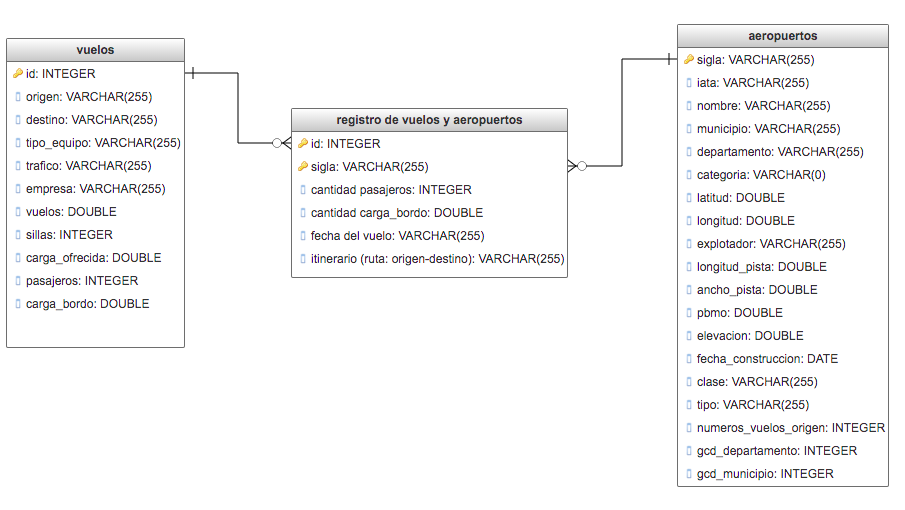 vuelos
id: INTEGER
origen: VARCHAR(255)
destino: VARCHAR(255)
tipo_equipo: VARCHAR(255)
trafico: VARCHAR(255)
empresa: VARCHAR(255)
vuelos: DOUBLE
sillas: INTEGER
carga_ofrecida: DOUBLE
pasajeros: INTEGER
carga_bordo: DOUBLE
registro de vuelos y aeropuertos
id: INTEGER
sigla: VARCHAR(255)
cantidad pasajeros: INTEGER
cantidad carga_bordo: DOUBLE
fecha del vuelo: VARCHAR(255)
itinerario (ruta: origen-destino): VARCHAR(255)
aeropuertos
sigla: VARCHAR(255)
iata: VARCHAR(255)
nombre: VARCHAR(255)
municipio: VARCHAR(255)
departamento: VARCHAR(255)
categoria: VARCHAR(0)
latitud: DOUBLE
longitud: DOUBLE
explotador: VARCHAR(255)
longitud_pista: DOUBLE
ancho_pista: DOUBLE
pbmo: DOUBLE
elevacion: DOUBLE
fecha_construccion: DATE
clase: VARCHAR(255)
tipo: VARCHAR(255)
numeros_vuelos_origen: INTEGER
gcd_departamento: INTEGER
gcd_municipio: INTEGER